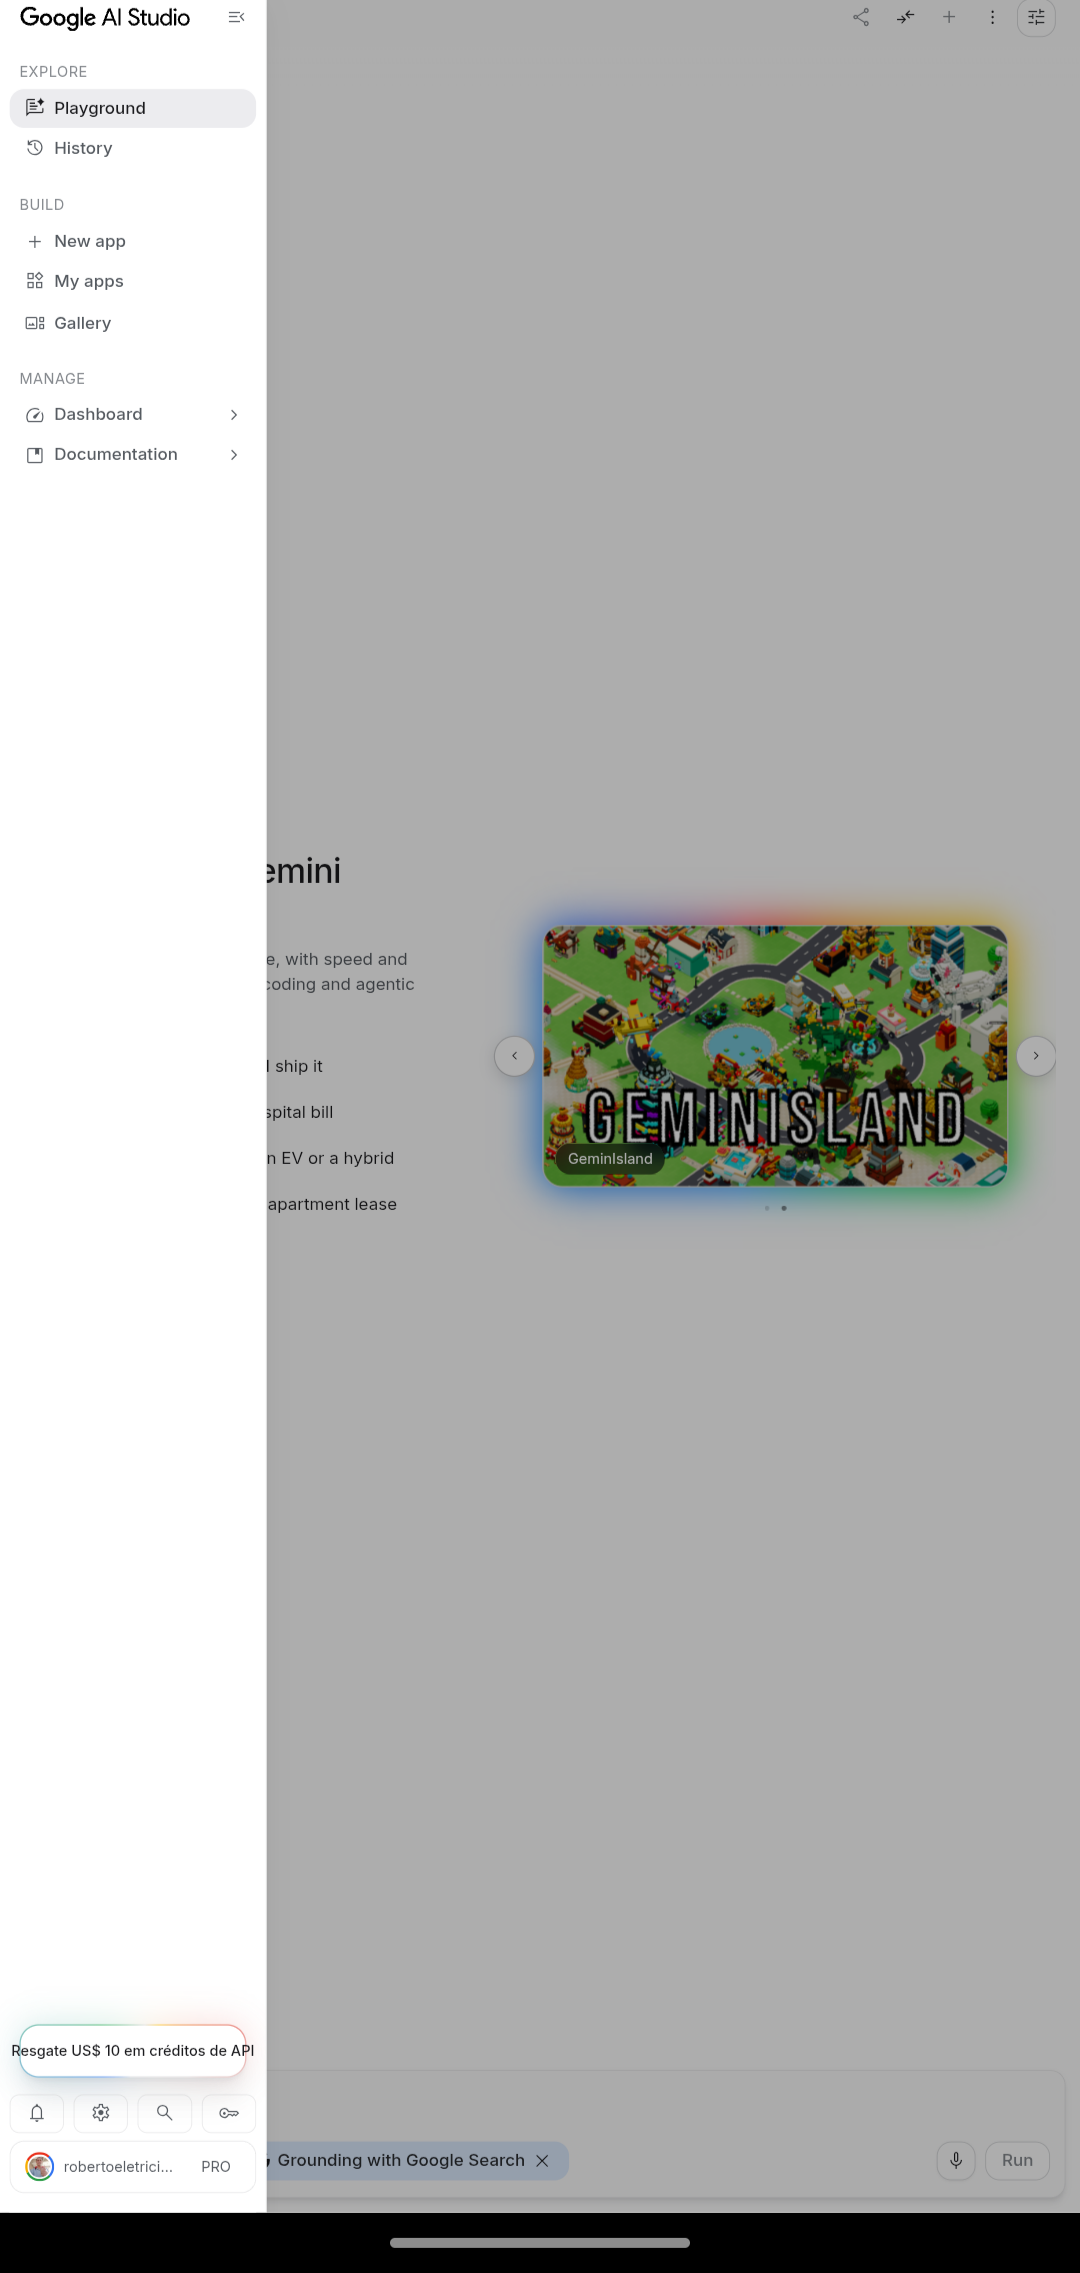 Google AI Studio
EXPLORE
Playground
History
BUILD
New app
My apps
Gallery
MANAGE
Dashboard
Documentation
emini
e, with speed and
coding and agentic
ship it
spital bill
n EV or a hybrid
apartment lease
GEMINISLAND
GeminIsland
Resgate US$ 10 em créditos de API
robertoeletrici...
PRO
Grounding with Google Search
Run